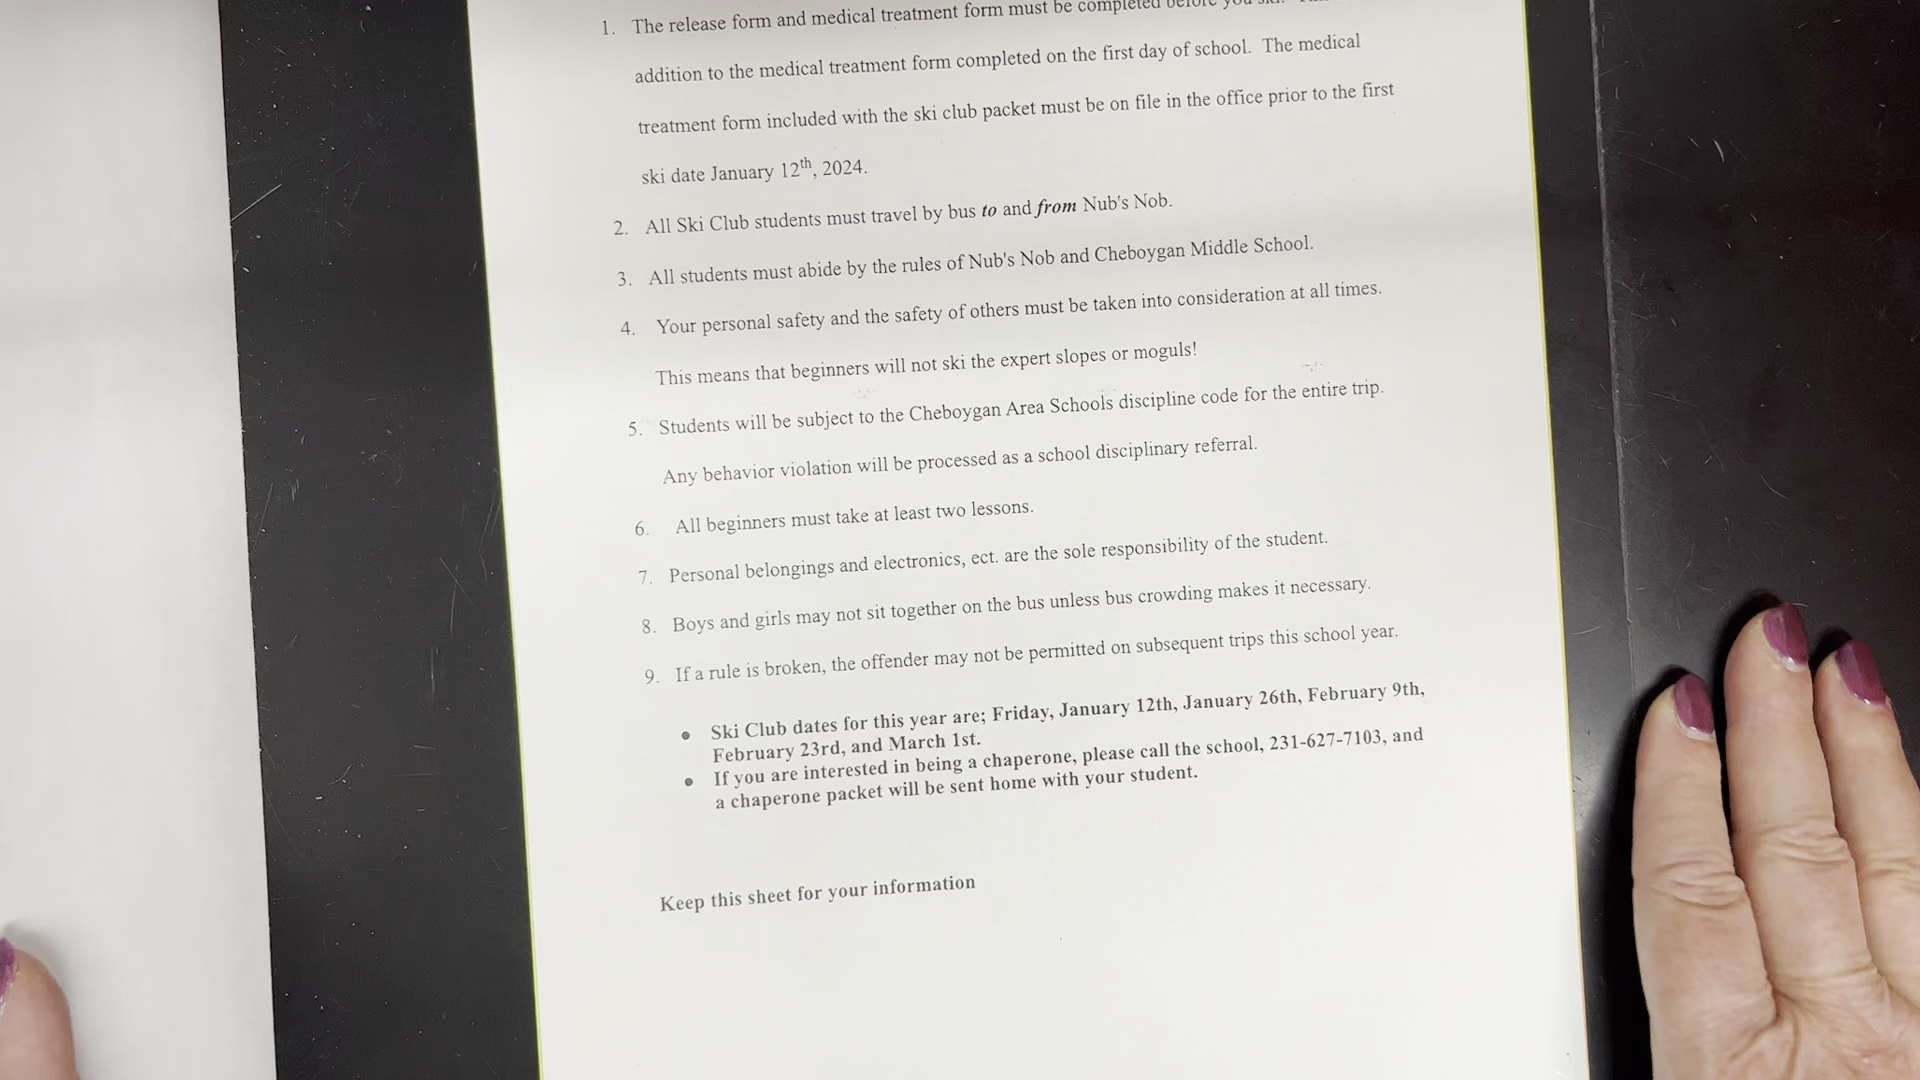 1. The release form and medical treatment form must be completed before you
addition to the medical treatment form completed on the first day of school. The medical
treatment form included with the ski club packet must be on file in the office prior to the first
ski date January 12th, 2024.
2. All Ski Club students must travel by bus to and from Nub's Nob.
3. All students must abide by the rules of Nub's Nob and Cheboygan Middle School.
4. Your personal safety and the safety of others must be taken into consideration at all times.
This means that beginners will not ski the expert slopes or moguls!
5. Students will be subject to the Cheboygan Area Schools discipline code for the entire trip.
Any behavior violation will be processed as a school disciplinary referral.
6. All beginners must take at least two lessons.
7. Personal belongings and electronics, ect. are the sole responsibility of the student.
8. Boys and girls may not sit together on the bus unless bus crowding makes it necessary.
9. If a rule is broken, the offender may not be permitted on subsequent trips this school year.
• Ski Club dates for this year are; Friday, January 12th, January 26th, February 9th,
February 23rd, and March 1st.
• If you are interested in being a chaperone, please call the school, 231-627-7103, and
a chaperone packet will be sent home with your student.
Keep this sheet for your information